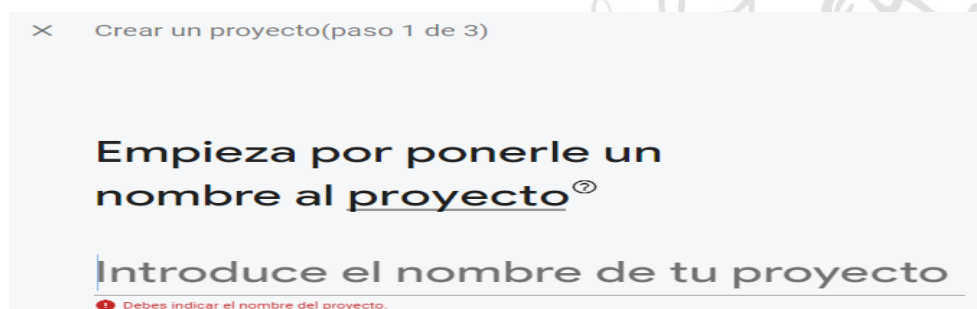 Crear un proyecto(paso 1 de 3)
Empieza por ponerle un
nombre al proyecto
Introduce el nombre de tu proyecto
Debes indicar el nombre del proyecto.